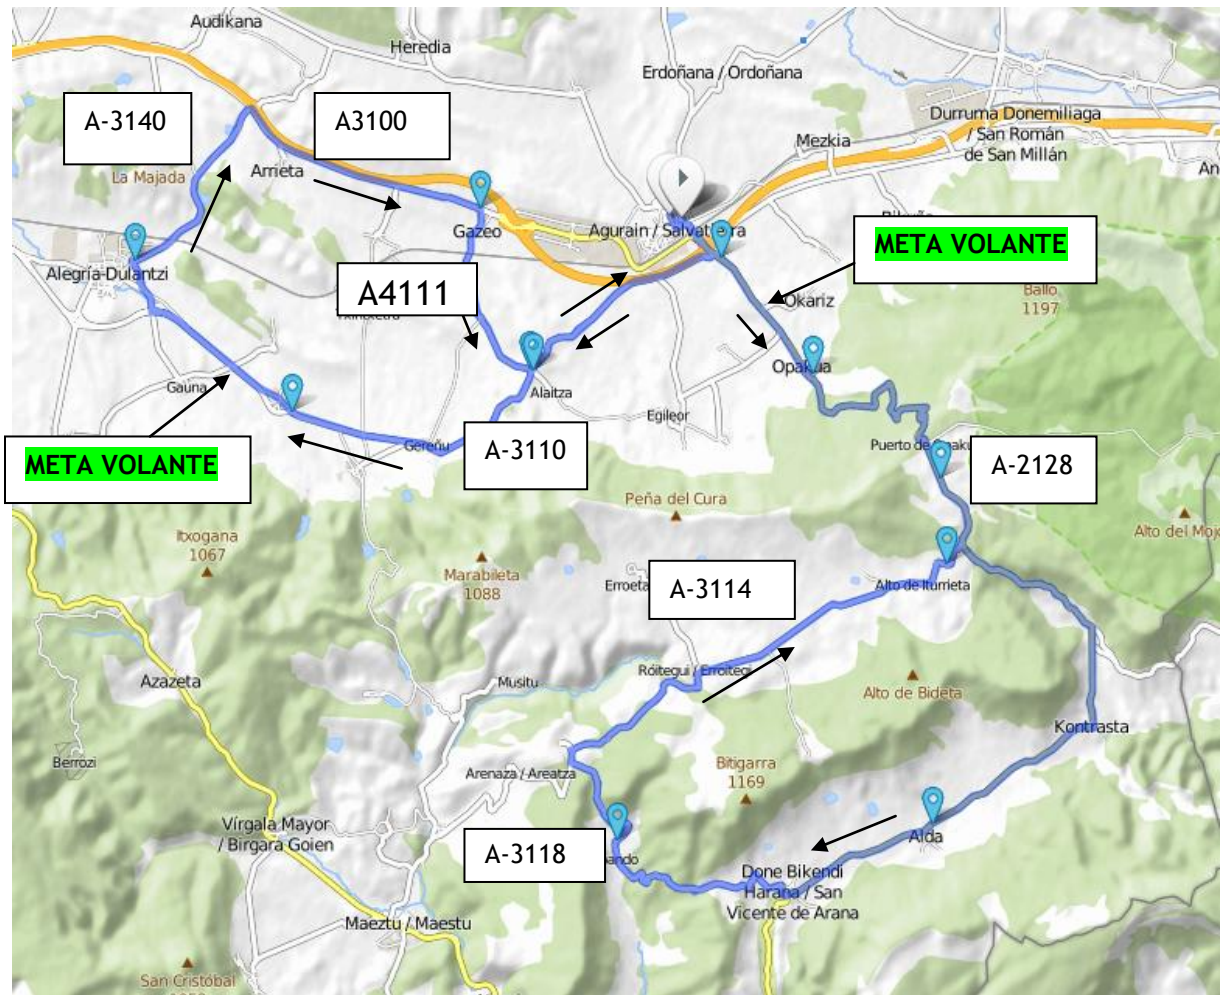 Audikana
Heredia
Erdoñana / Ordoñana
Durruma Donemiliaga
/ San Román
de San Millán
A-3140
A3100
Mezkia
La Majada
Arrieta
Gazeo
Agurain / Salvatierra
META VOLANTE
Alegría-Dulantzi
A4111
Ballo
1197
Okariz
Opakua
Gauna
Alaitza
Egileor
META VOLANTE
Gereñu
A-3110
Puerto de Opakua
A-2128
Peña del Cura
Itxogana
1067
Alto del Moj
Marabileta
1088
A-3114
Alto de Iturrieta
Azazeta
Musitu
Róitegui / Erroitegi
Alto de Bideta
Kontrasta
Berrozi
Arenaza / Areatza
Bitigarra
1169
Vírgala Mayor
/ Birgara Goien
A-3118
Alda
Done Bikendi
Harana / San
Vicente de Arana
Maeztu / Maestu
San Cristóbal